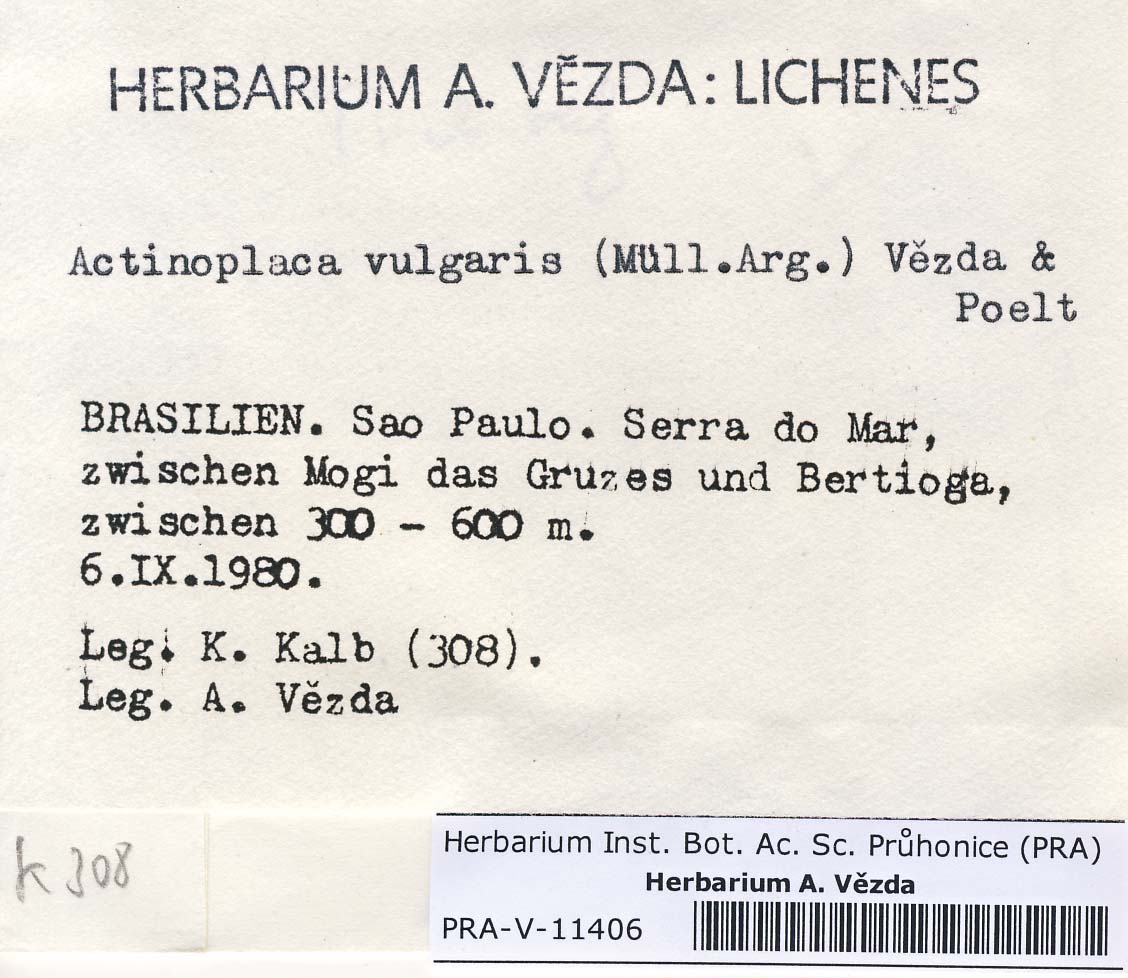 HERBARIUM A. VĚZDA: LICHENES
Actinoplaca vulgaris (Müll.Arg.) Vězda &
Poelt
BRASILIEN. Sao Paulo. Serra do Mar,
zwischen Mogi das Gruzes und Bertioga,
zwischen 300 - 600 m.
6.IX.1980.
Leg. K. Kalb (308).
Leg. A. Vězda
K 308
Herbarium Inst. Bot. Ac. Sc. Průhonice (PRA)
Herbarium A. Vězda
PRA-V-11406